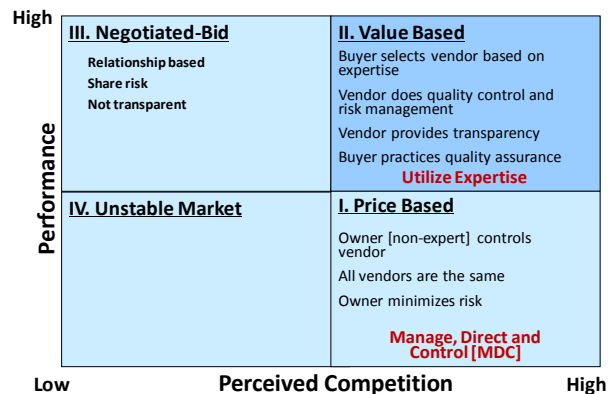 High
III. Negotiated-Bid
Relationship based
Share risk
Not transparent
II. Value Based
Buyer selects vendor based on
expertise
Vendor does quality control and
risk management
Vendor provides transparency
Buyer practices quality assurance
Utilize Expertise
Performance
IV. Unstable Market
I. Price Based
Owner [non-expert] controls
vendor
All vendors are the same
Owner minimizes risk
Manage, Direct and
Control [MDC]
Low
Perceived Competition
High